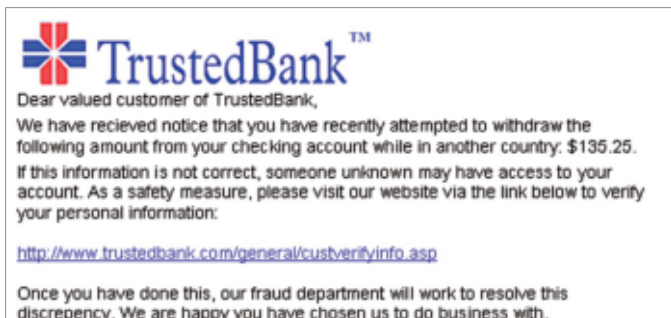 TrustedBank™
Dear valued customer of TrustedBank,
We have recieved notice that you have recently attempted to withdraw the
following amount from your checking account while in another country: $135.25.
If this information is not correct, someone unknown may have access to your
account. As a safety measure, please visit our website via the link below to verify
your personal information:
http://www.trustedbank.com/general/custverifyinfo.asp
Once you have done this, our fraud department will work to resolve this
discrepency. We are happy you have chosen us to do business with.